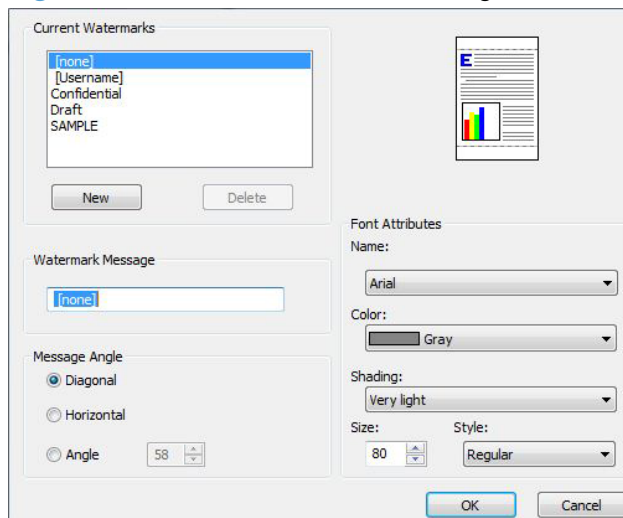 Current Watermarks
[none]
[Username]
Confidential
Draft
SAMPLE
New
Delete
Watermark Message
[none]
Message Angle
Diagonal
Horizontal
Angle
58
E
Font Attributes
Name:
Arial
Color:
Gray
Shading:
Very light
Size:
Style:
80
Regular
OK
Cancel